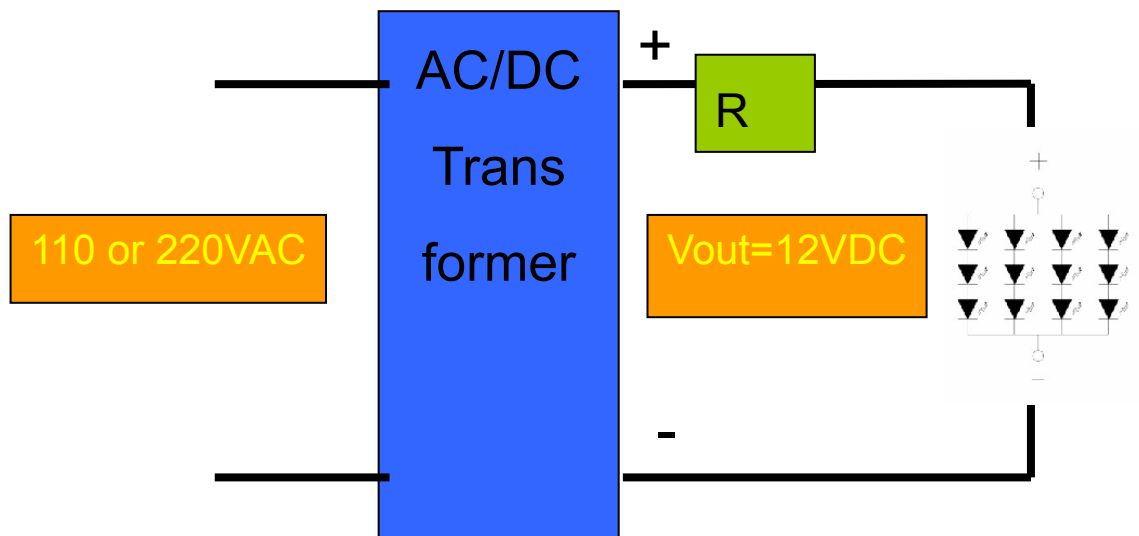 110 or 220VAC
AC/DC
Trans
former
+
R
Vout=12VDC
-
+
−